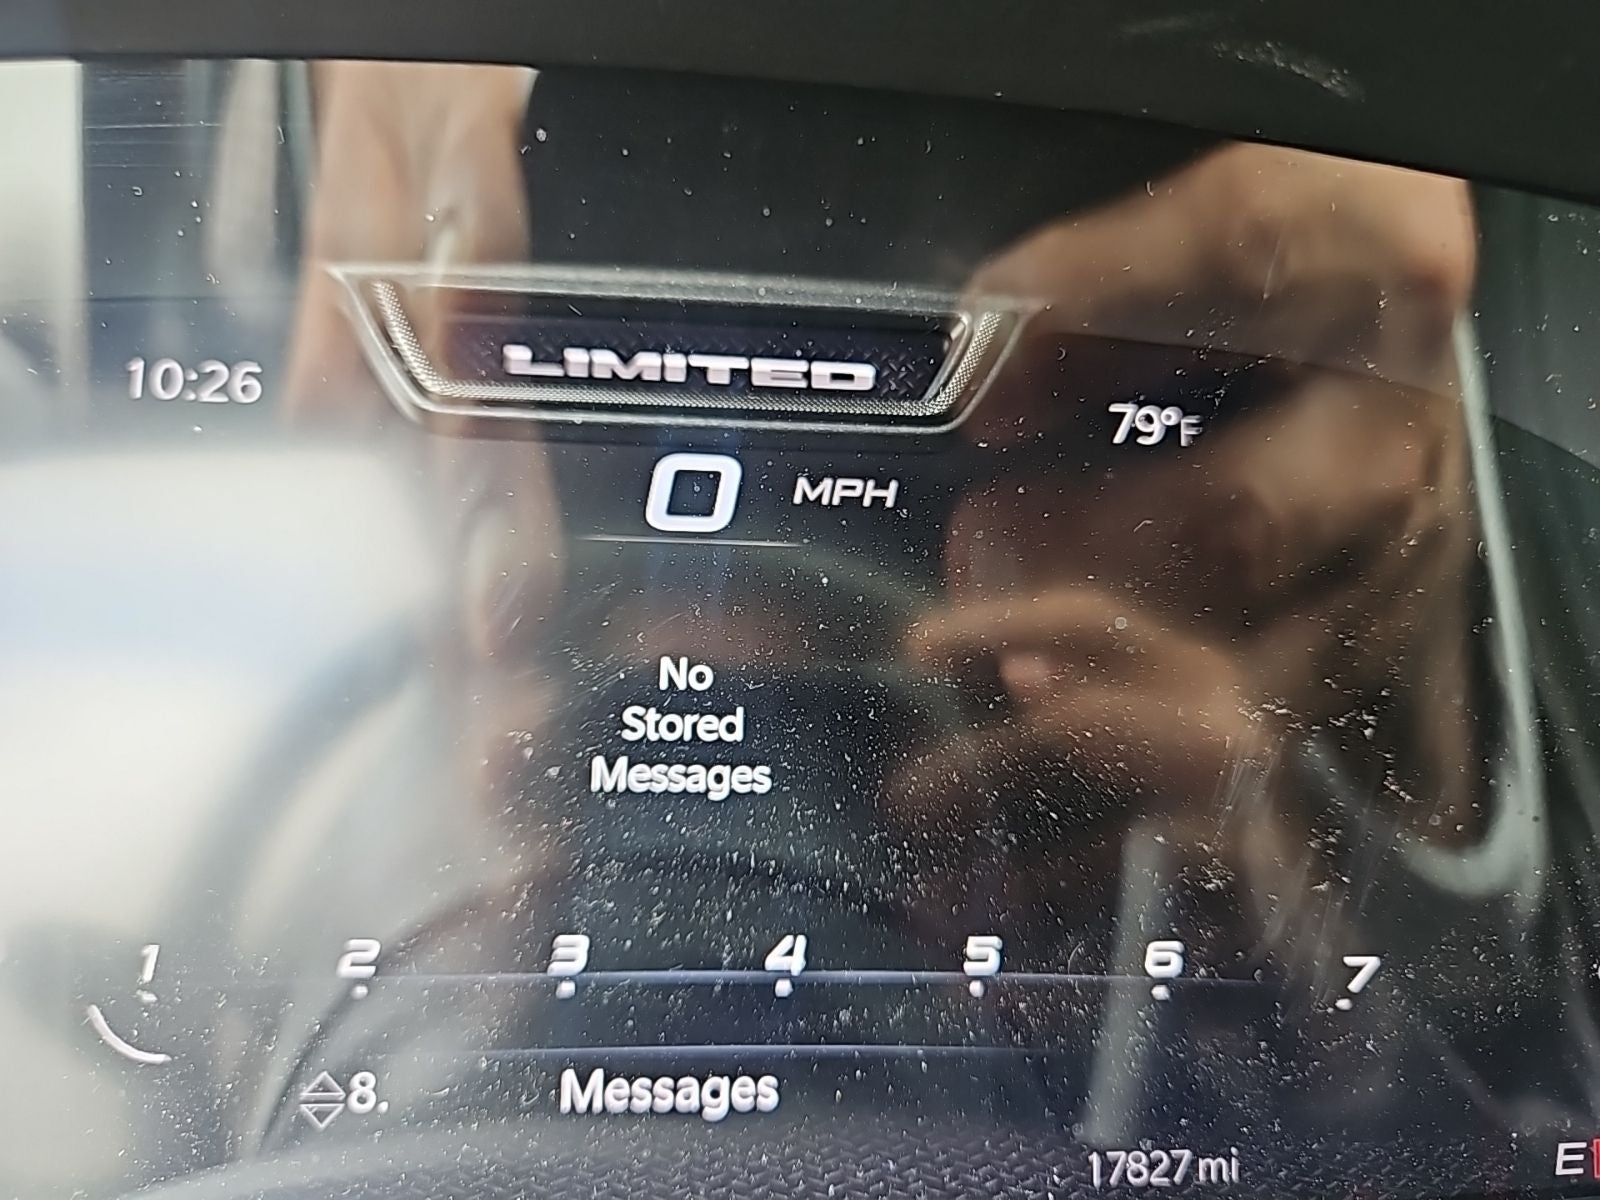 LIMITED
10:26
79°F
0 MPH
No
Stored
Messages
1 2 3 4 5 6 7
8. Messages
17827 mi
E